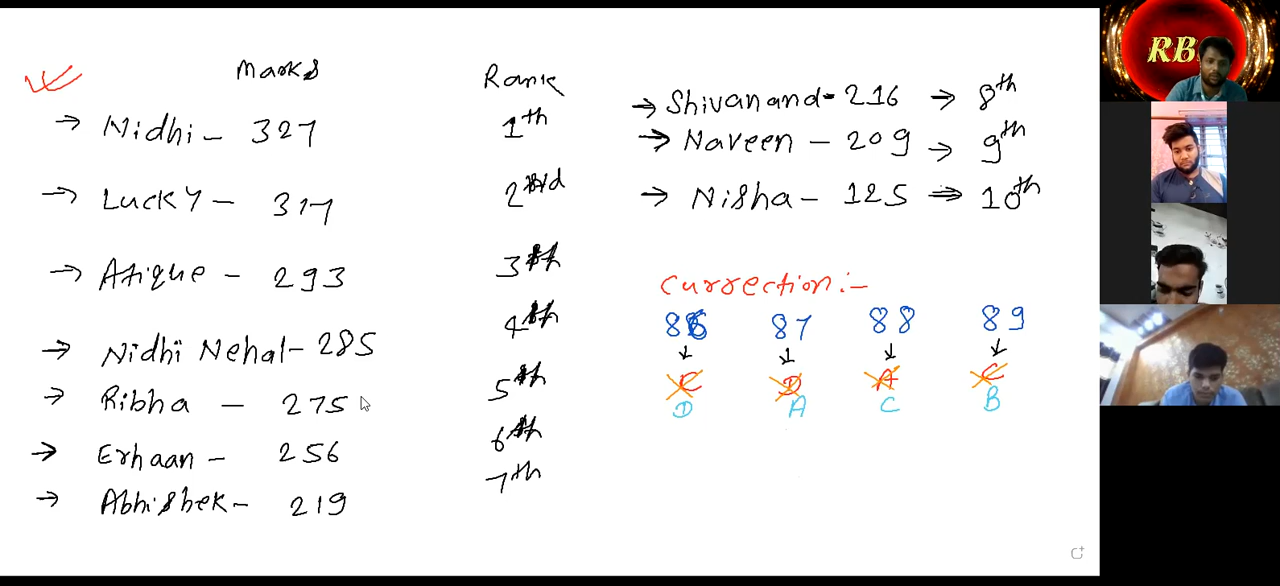 Marks Rank
→ Nidhi - 327 1th
→ Lucky - 317 2nd
→ Atique - 293 3th
→ Nidhi Nehal - 285 4th
→ Ribha - 275 5th
→ Erhaan - 256 6th
→ Abhishek - 219 7th
→ Shivanand - 216 → 8th
→ Naveen - 209 → 9th
→ Nisha - 125 ⇒ 10th
Currection :-
86 87 88 89
↓ ↓ ↓ ↓
C D A C
D A C B
RB